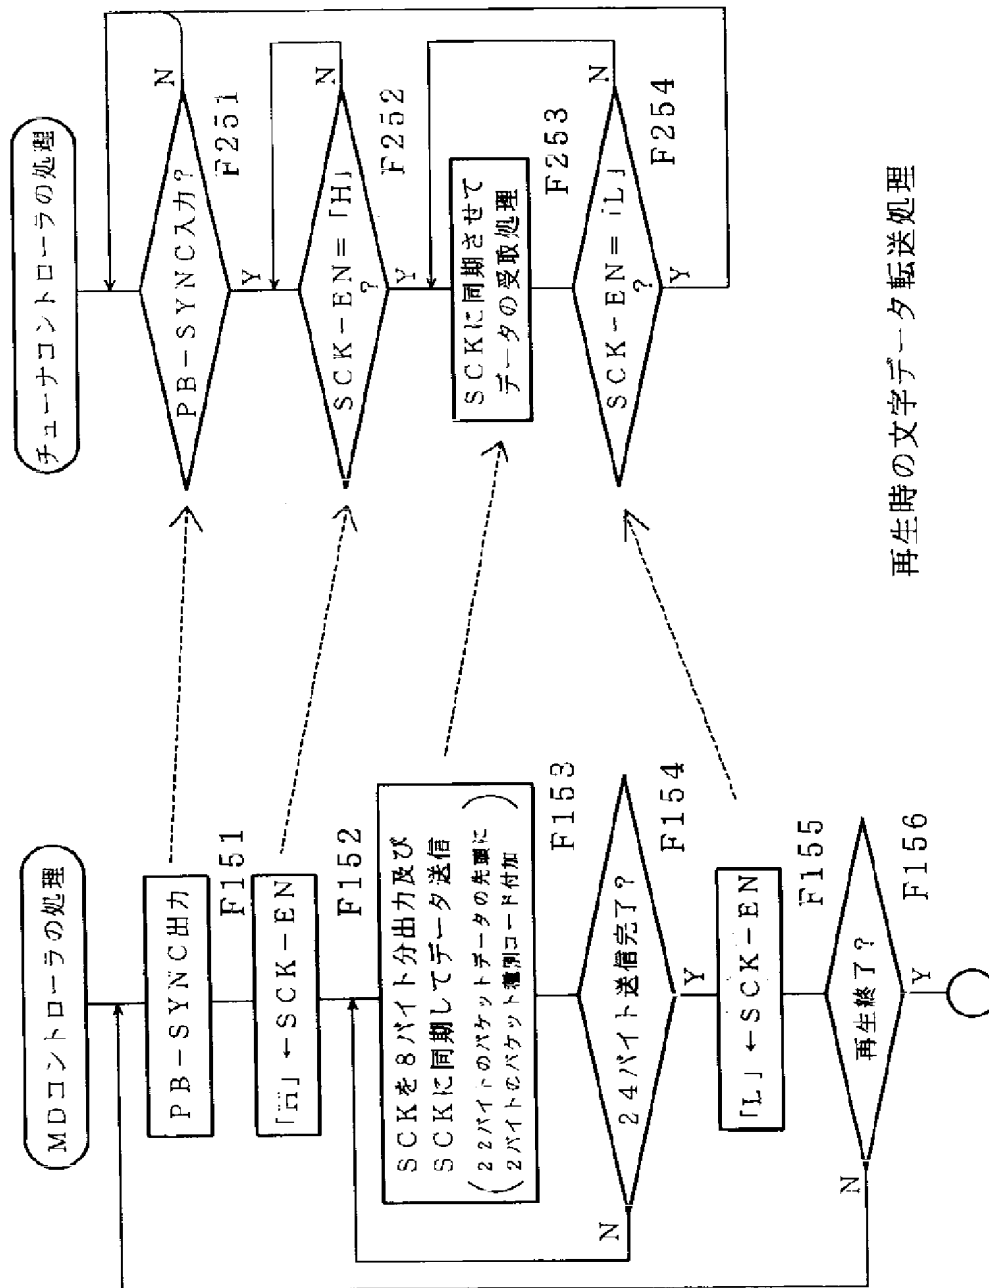 MDコントローラの処理
PB-SYNC出力
F151
「H」←SCK-EN
F152
SCKを8バイト分出力及び
SCKに同期してデータ送信
(22バイトのパケットデータの先頭に
2バイトのパケット種別コード付加)
F153
24バイト送信完了?
F154
N
Y
「L」←SCK-EN
F155
再生終了?
F156
N
Y
チューナコントローラの処理
PB-SYNC入力?
N
F251
Y
SCK-EN=「H」
?
N
F252
Y
SCKに同期させて
データの受取処理
F253
SCK-EN=「L」
?
N
F254
Y
再生時の文字データ転送処理